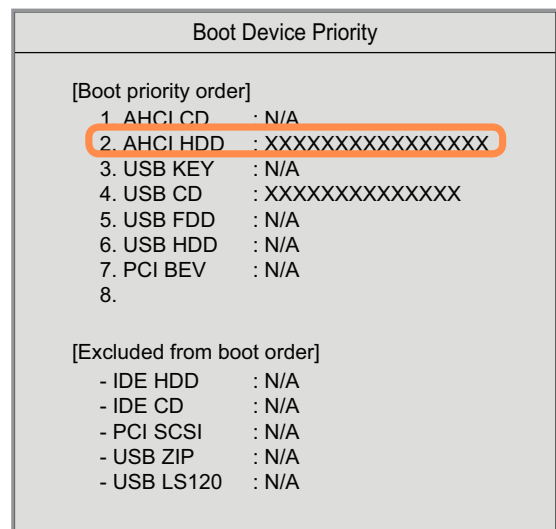 Boot Device Priority
[Boot priority order]
1. AHCI CD : N/A
2. AHCI HDD : XXXXXXXXXXXXXXXX
3. USB KEY : N/A
4. USB CD : XXXXXXXXXXXXXX
5. USB FDD : N/A
6. USB HDD : N/A
7. PCI BEV : N/A
8.
[Excluded from boot order]
- IDE HDD : N/A
- IDE CD : N/A
- PCI SCSI : N/A
- USB ZIP : N/A
- USB LS120 : N/A